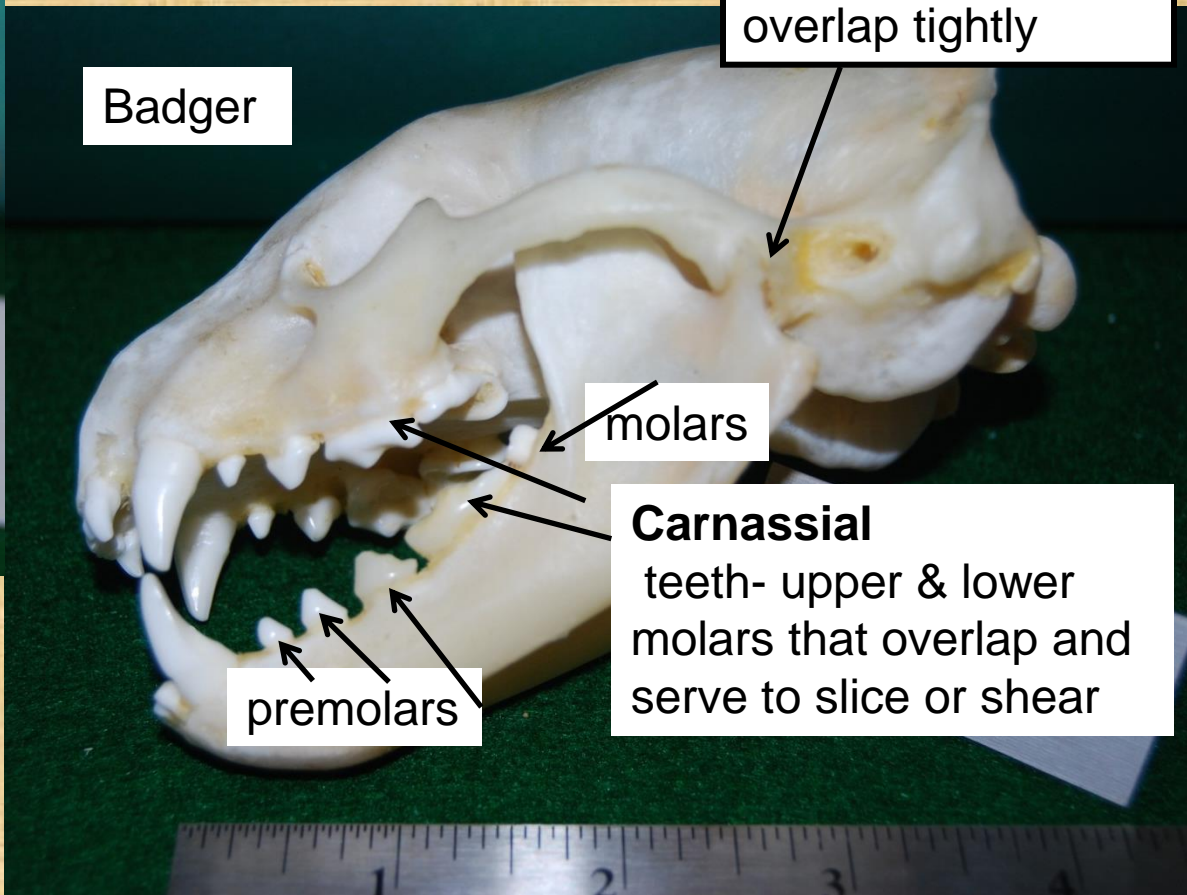 overlap tightly
Badger
molars
Carnassial
teeth- upper & lower
molars that overlap and
serve to slice or shear
premolars
1 2 3 4